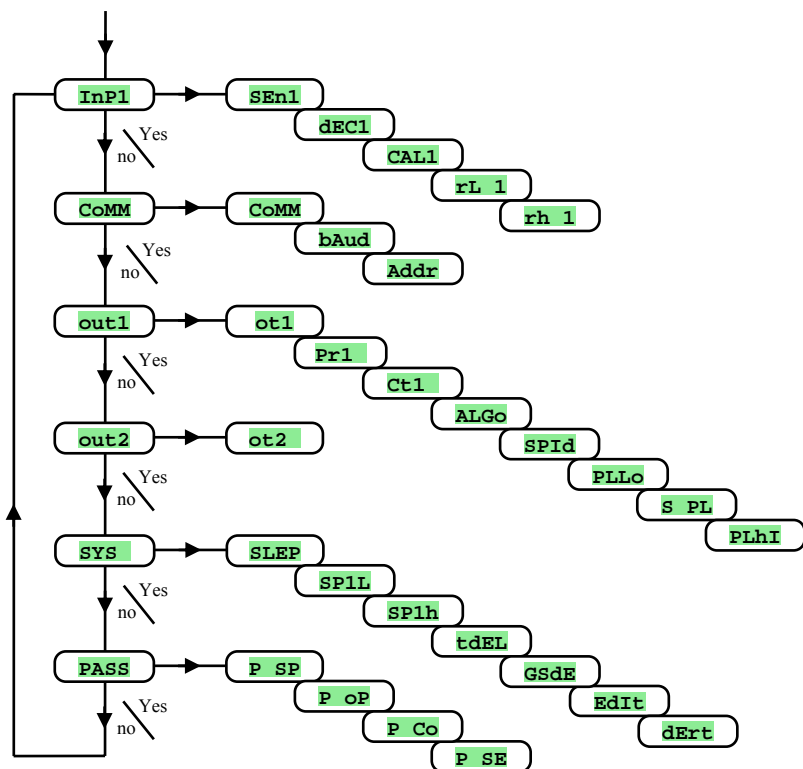 InP1 SEn1
dEC1
Yes
no
CAL1
rL 1
CoMM CoMM rh 1
bAud
Yes
no
Addr
out1 ot1
Pr1
Yes
no
Ct1
ALGo
out2 ot2 SPId
PLLo
Yes
no
S PL
PLhI
SYS SLEP
SP1L
Yes
no
SP1h
tdEL
PASS P SP GSdE
P oP EdIt
Yes
no
P Co dErt
P SE